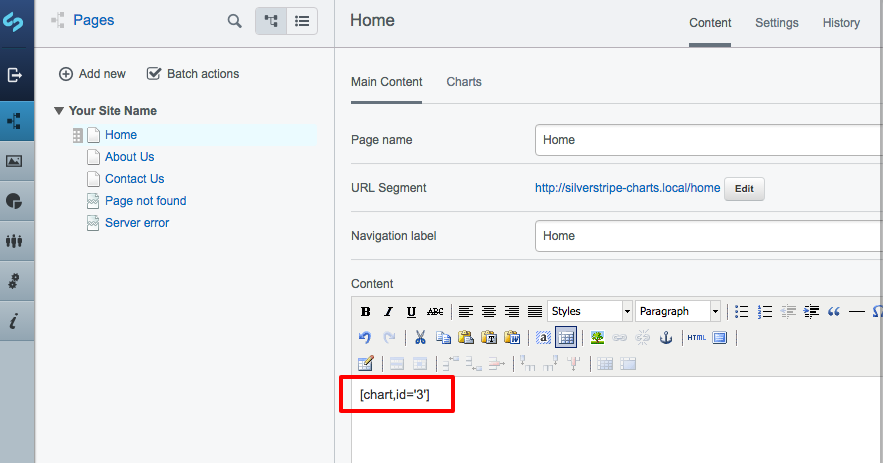 Pages
Home
Content
Settings
History
Add new
Batch actions
Your Site Name
Home
About Us
Contact Us
Page not found
Server error
Main Content
Charts
Page name
Home
URL Segment
http://silverstripe-charts.local/home
Edit
Navigation label
Home
Content
B I U ABC
Styles
Paragraph
HTML
[chart,id='3']